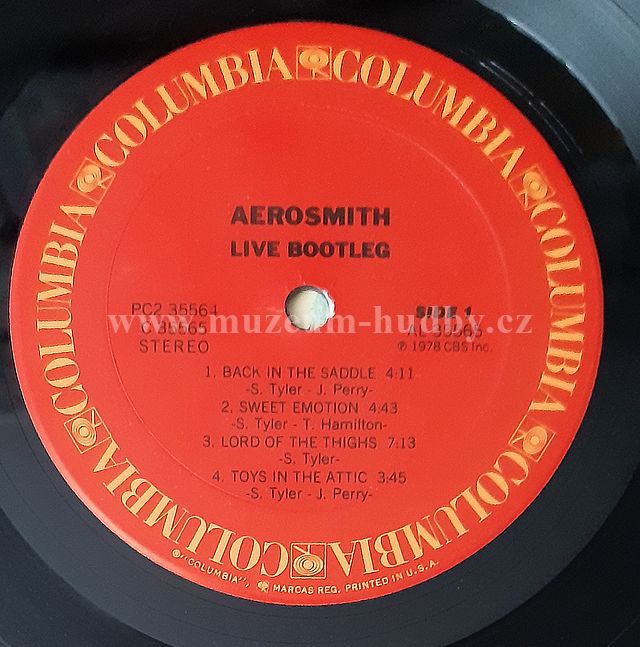 COLUMBIA COLUMBIA COLUMBIA COLUMBIA COLUMBIA COLUMBIA COLUMBIA COLUMBIA
AEROSMITH
LIVE BOOTLEG
PC2 35564
35565
STEREO
SIDE 1
AL 35565
℗ 1978 CBS Inc.
www.muzeum-hudby.cz
1. BACK IN THE SADDLE 4:11
-S. Tyler - J. Perry-
2. SWEET EMOTION 4:43
-S. Tyler - T. Hamilton-
3. LORD OF THE THIGHS 7:13
-S. Tyler-
4. TOYS IN THE ATTIC 3:45
-S. Tyler - J. Perry-
®"COLUMBIA", MARCAS REG. PRINTED IN U.S.A.